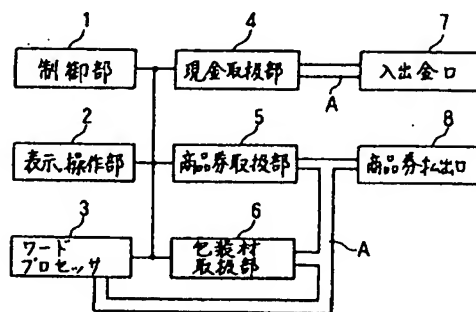 1
制御部
4
現金取扱部
7
入出金口
A
2
表示操作部
5
商品券取扱部
8
商品券払出口
3
ワード
プロセッサ
6
包装材
取扱部
A